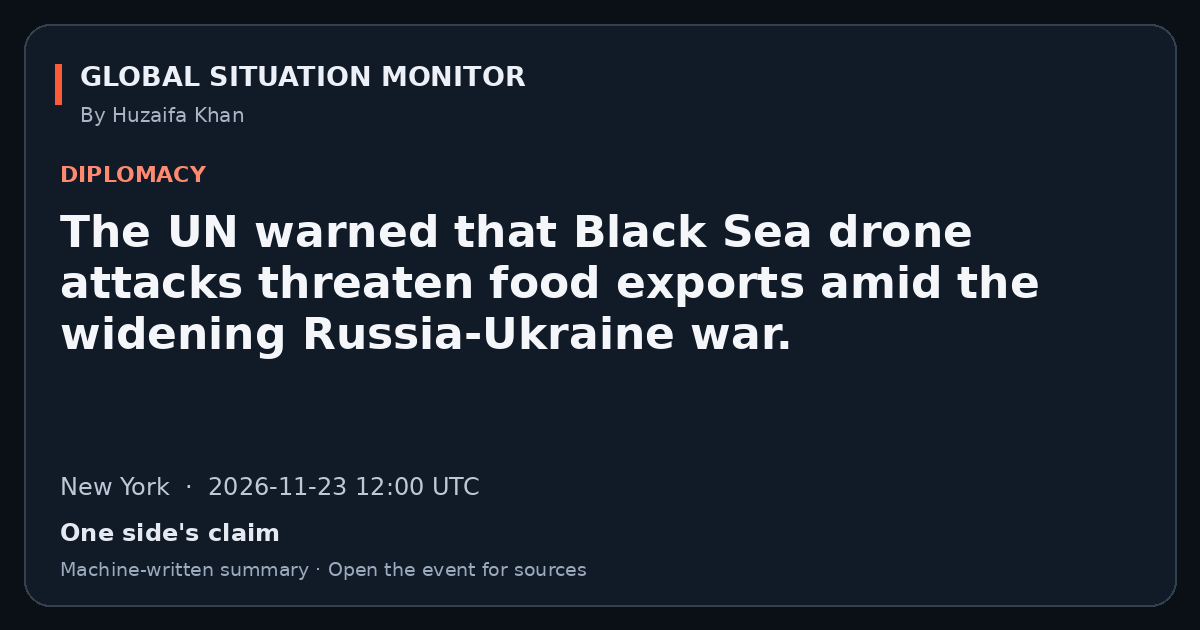 GLOBAL SITUATION MONITOR
By Huzaifa Khan
DIPLOMACY
The UN warned that Black Sea drone
attacks threaten food exports amid the
widening Russia-Ukraine war.
New York · 2026-11-23 12:00 UTC
One side's claim
Machine-written summary · Open the event for sources